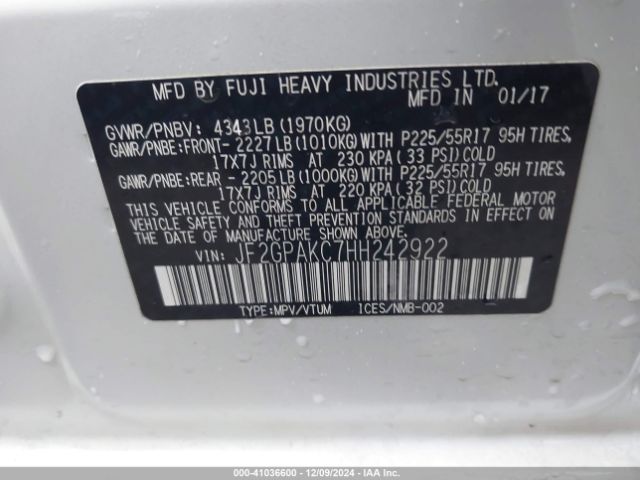 MFD BY FUJI HEAVY INDUSTRIES LTD.
MFD IN 01/17
GVWR/PNBV: 4343LB(1970KG)
GAWR/PNBE:FRONT- 2227LB(1010KG)WITH P225/55R17 95H TIRES,
17X7J RIMS AT 230 KPA(33 PSI)COLD
GAWR/PNBE:REAR - 2205LB(1000KG)WITH P225/55R17 95H TIRES,
17X7J RIMS AT 220 KPA(32 PSI)COLD
THIS VEHICLE CONFORMS TO ALL APPLICABLE FEDERAL MOTOR
VEHICLE SAFETY AND THEFT PREVENTION STANDARDS IN EFFECT ON
THE DATE OF MANUFACTURE SHOWN ABOVE.
VIN: JF2GPAKC7HH242922
TYPE:MPV/VTUM ICES/NMB-002
000-41036600 - 12/09/2024 - IAAI.COM